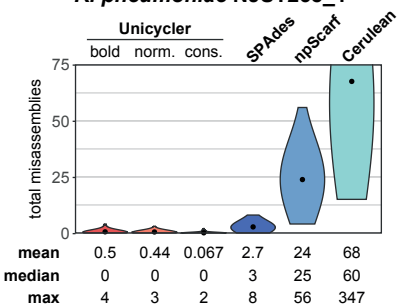 Unicycler
bold norm. cons. SPAdes npScarf Cerulean
75
50
25
0
total misassemblies
mean 0.5 0.44 0.067 2.7 24 68
median 0 0 0 3 25 60
max 4 3 2 8 56 347